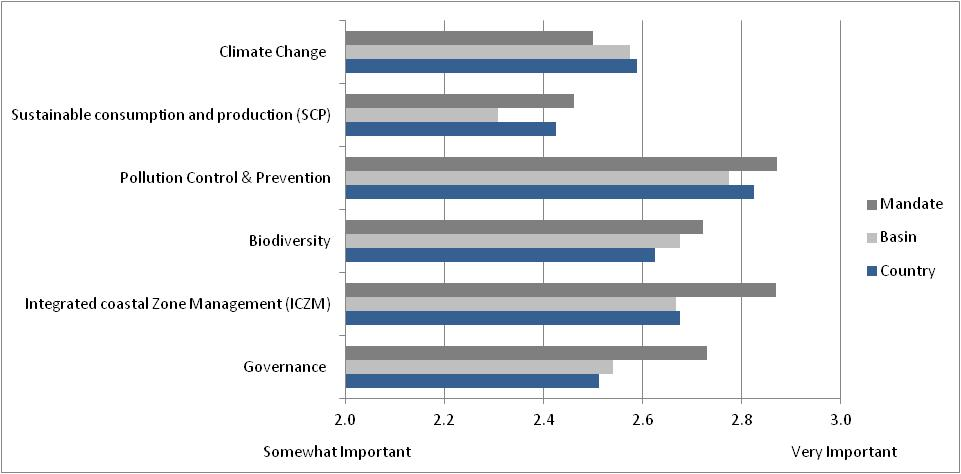 Climate Change
Sustainable consumption and production (SCP)
Pollution Control & Prevention
Biodiversity
Integrated coastal Zone Management (ICZM)
Governance
Mandate
Basin
Country
2.0 2.2 2.4 2.6 2.8 3.0
Somewhat Important Very Important